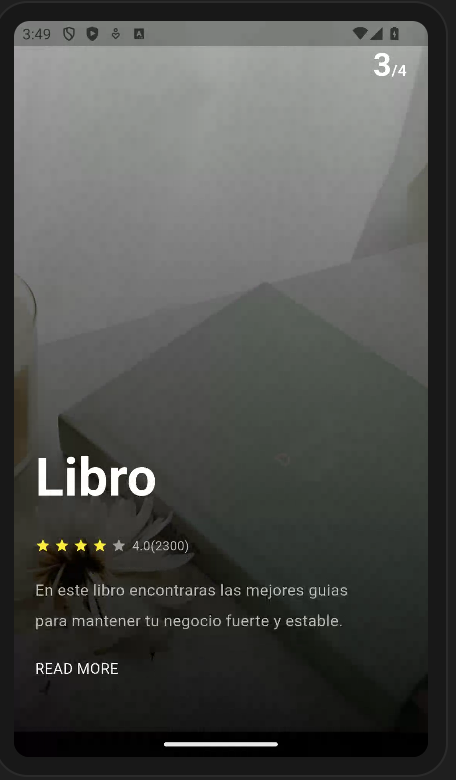 3:49
3/4
Libro
4.0(2300)
En este libro encontraras las mejores guias
para mantener tu negocio fuerte y estable.
READ MORE